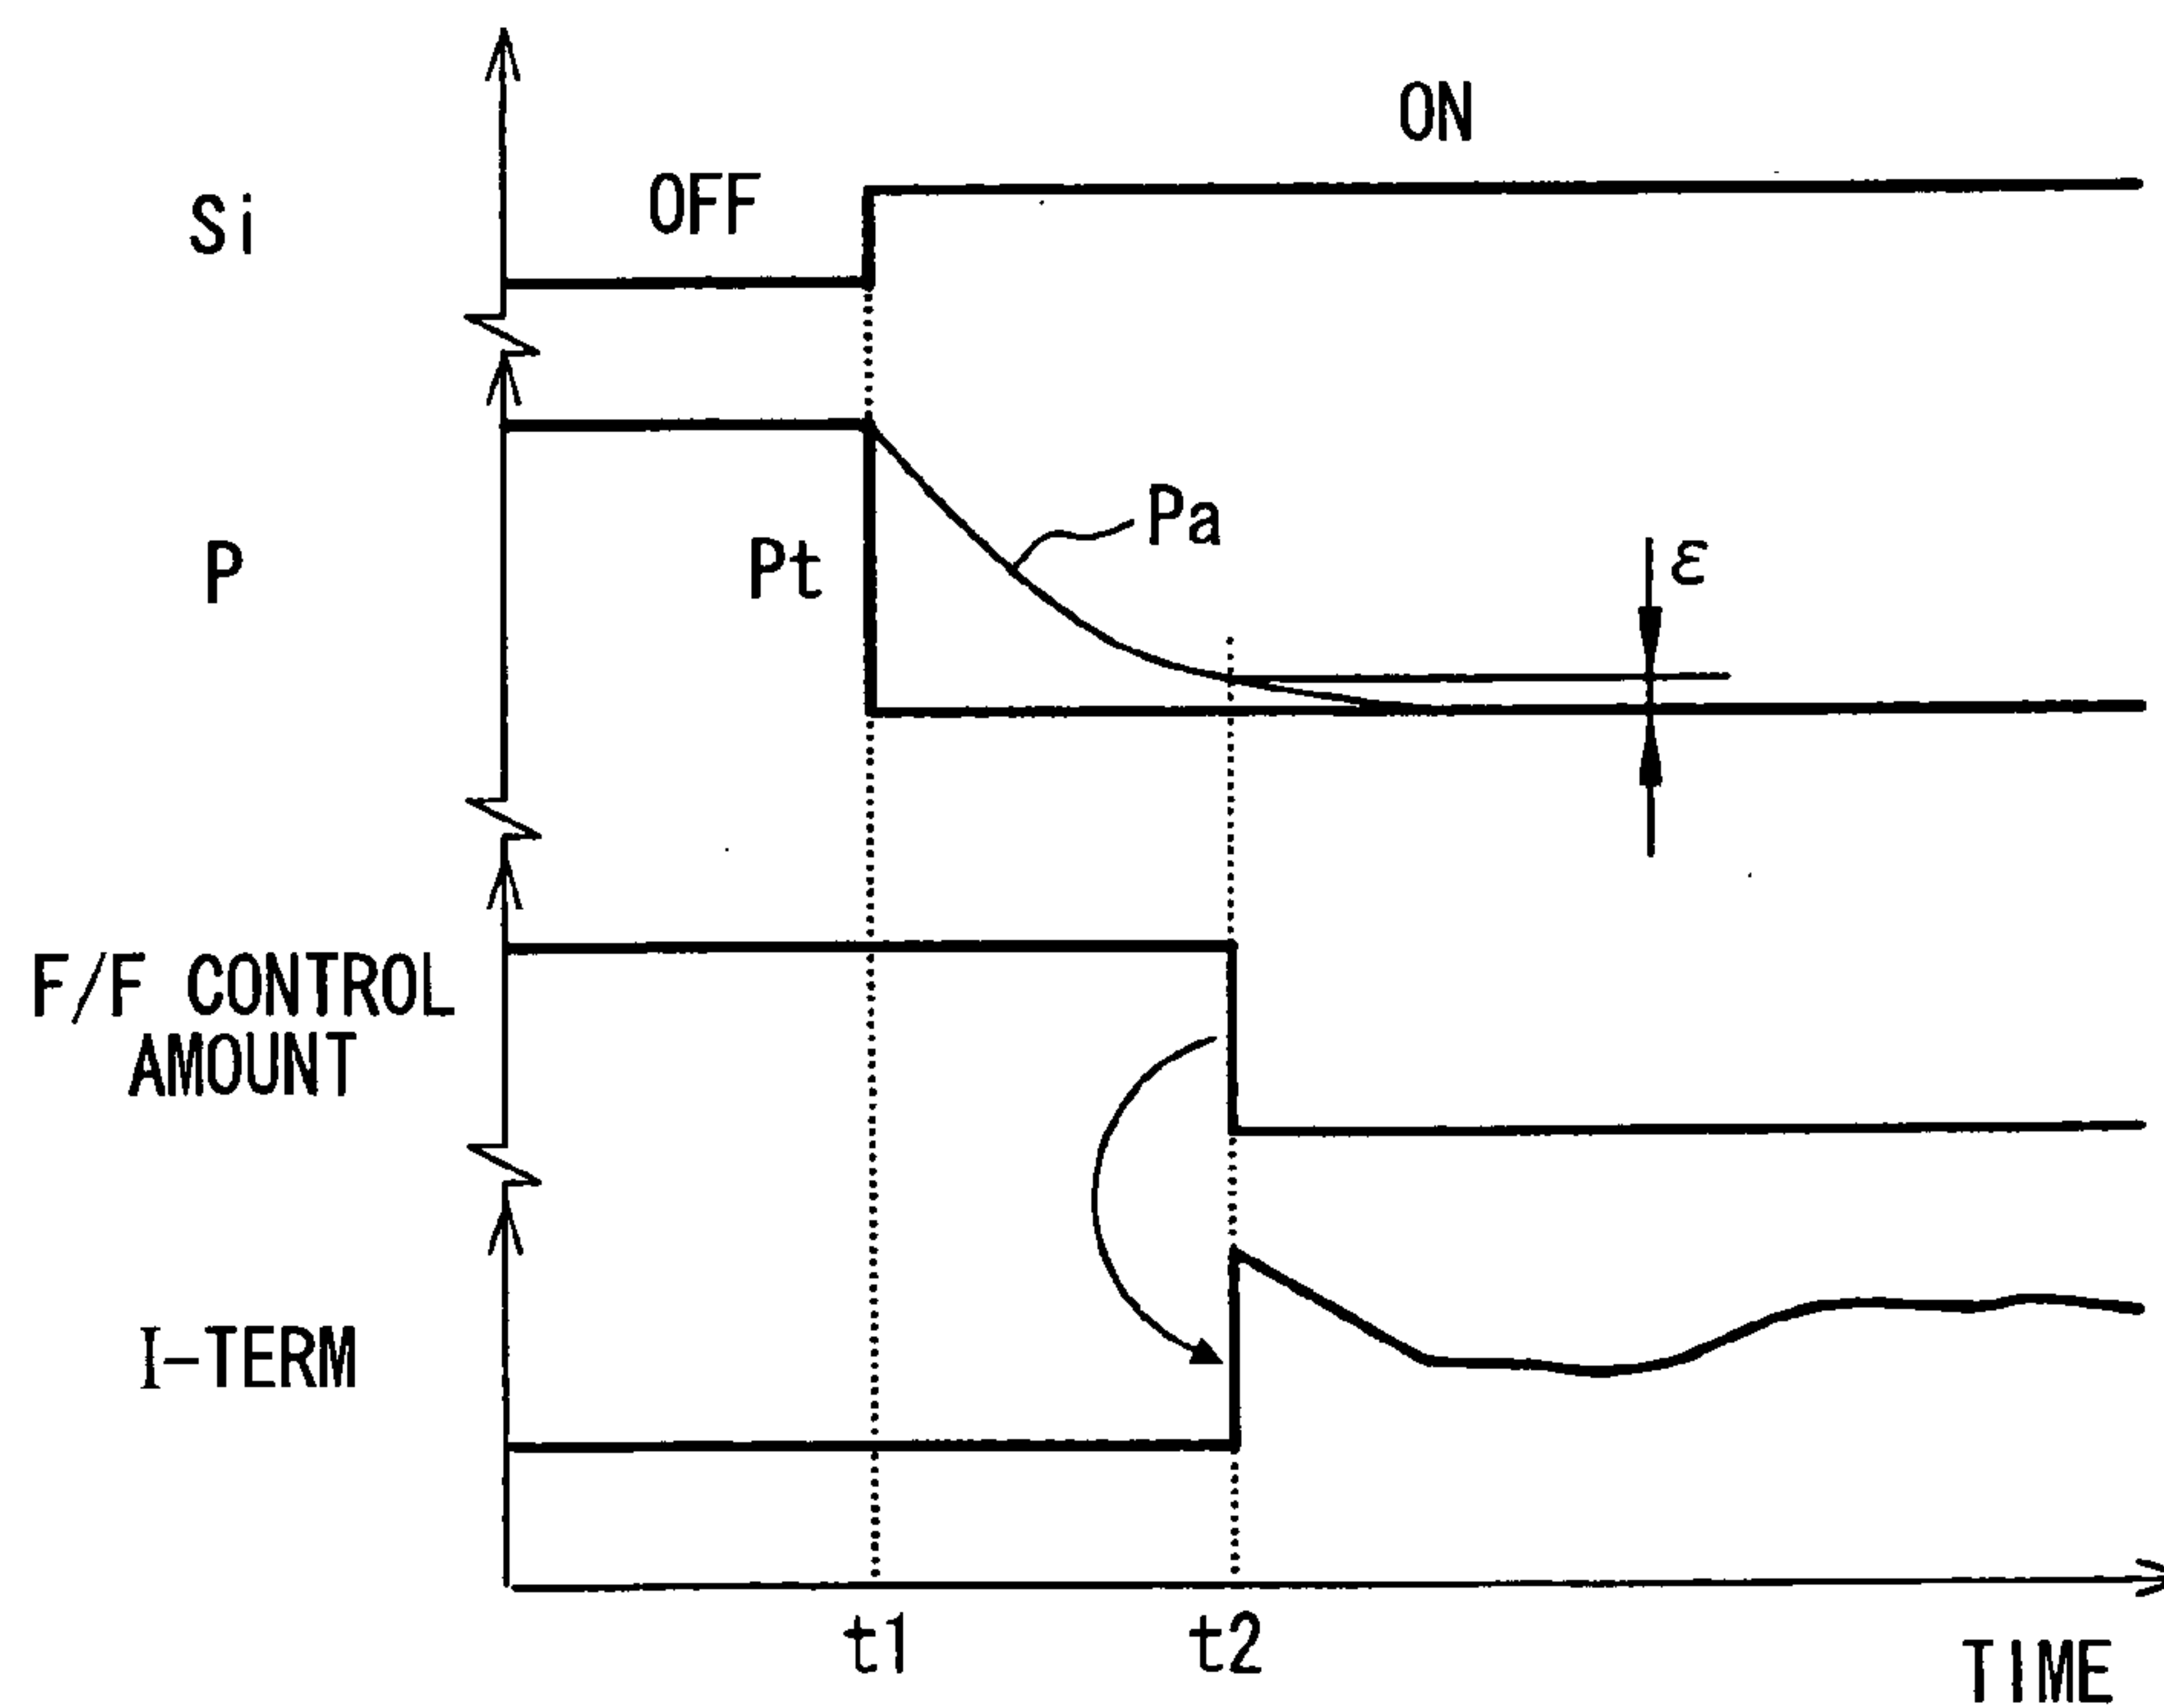 ON
OFF
Si
Pa
Pt
P
ε
F/F CONTROL
AMOUNT
I-TERM
t1
t2
TIME